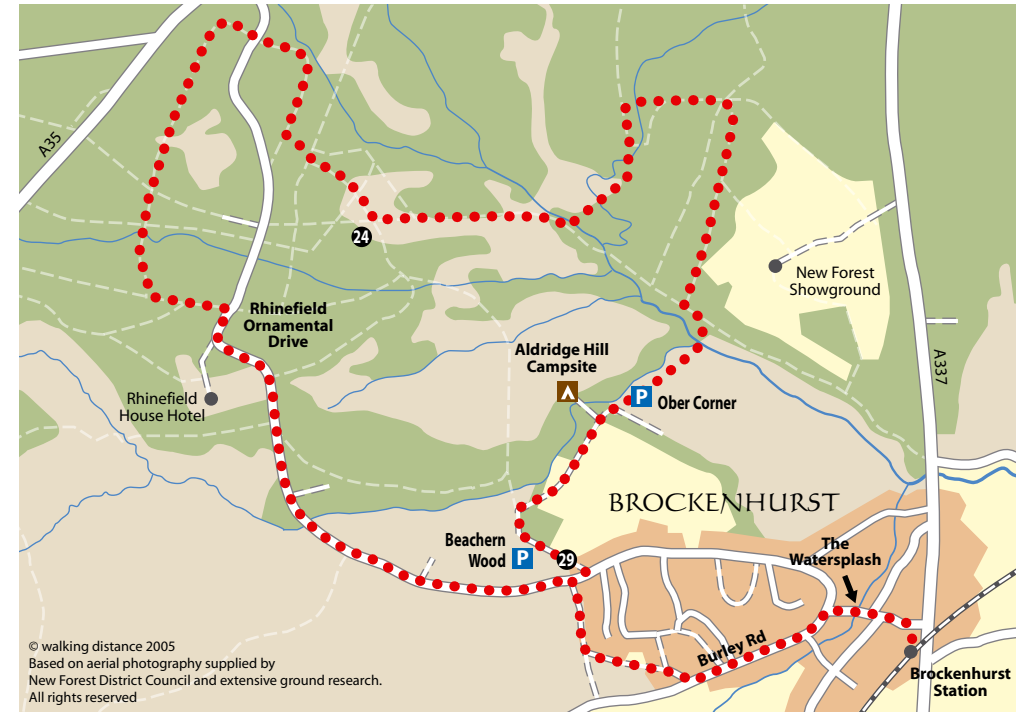 A35
24
New Forest
Showground
Rhinefield
Ornamental
Drive
Aldridge Hill
Campsite
A337
Rhinefield
House Hotel
P
Ober Corner
BROCKENHURST
Beachern
Wood
P
29
The
Watersplash
Burley Rd
© walking distance 2005
Based on aerial photography supplied by
New Forest District Council and extensive ground research.
All rights reserved
Brockenhurst
Station